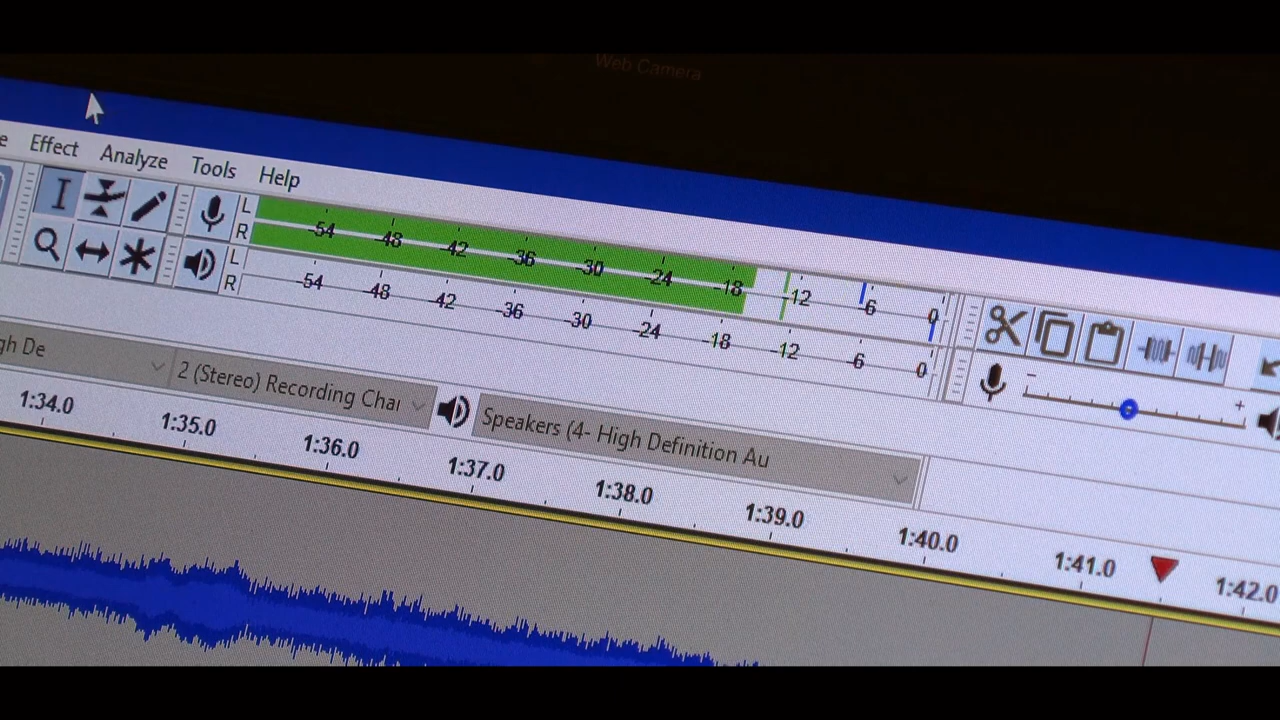 Web Camera
Effect Analyze Tools Help
L
R
-54 -48 -42 -36 -30 -24 -18 -12 -6 0
L
R
-54 -48 -42 -36 -30 -24 -18 -12 -6 0
- +
gh De 2 (Stereo) Recording Chai Speakers (4- High Definition Au
1:34.0 1:35.0 1:36.0 1:37.0 1:38.0 1:39.0 1:40.0 1:41.0 1:42.0